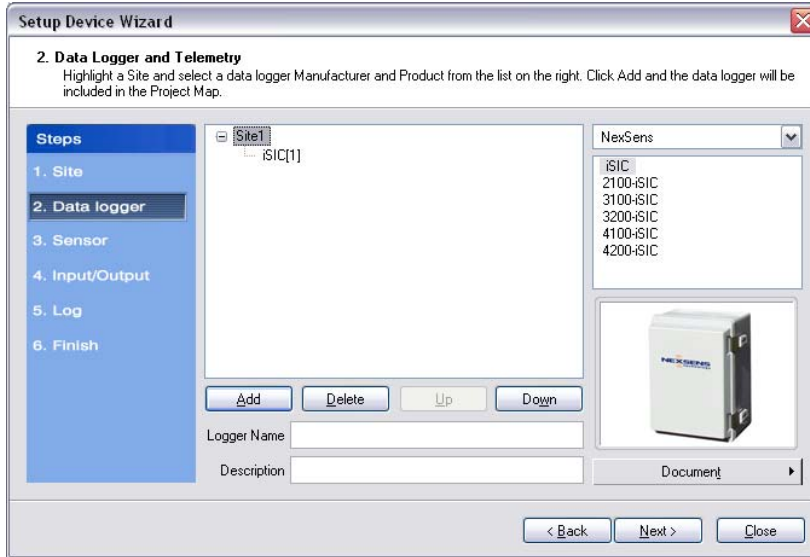 Setup Device Wizard
2. Data Logger and Telemetry
Highlight a Site and select a data logger Manufacturer and Product from the list on the right. Click Add and the data logger will be
included in the Project Map.
Steps
1. Site
2. Data logger
3. Sensor
4. Input/Output
5. Log
6. Finish
Site1
iSIC[1]
Add
Delete
Up
Down
Logger Name
Description
NexSens
iSIC
2100-iSIC
3100-iSIC
3200-iSIC
4100-iSIC
4200-iSIC
NEXSENS
Document
< Back
Next >
Close